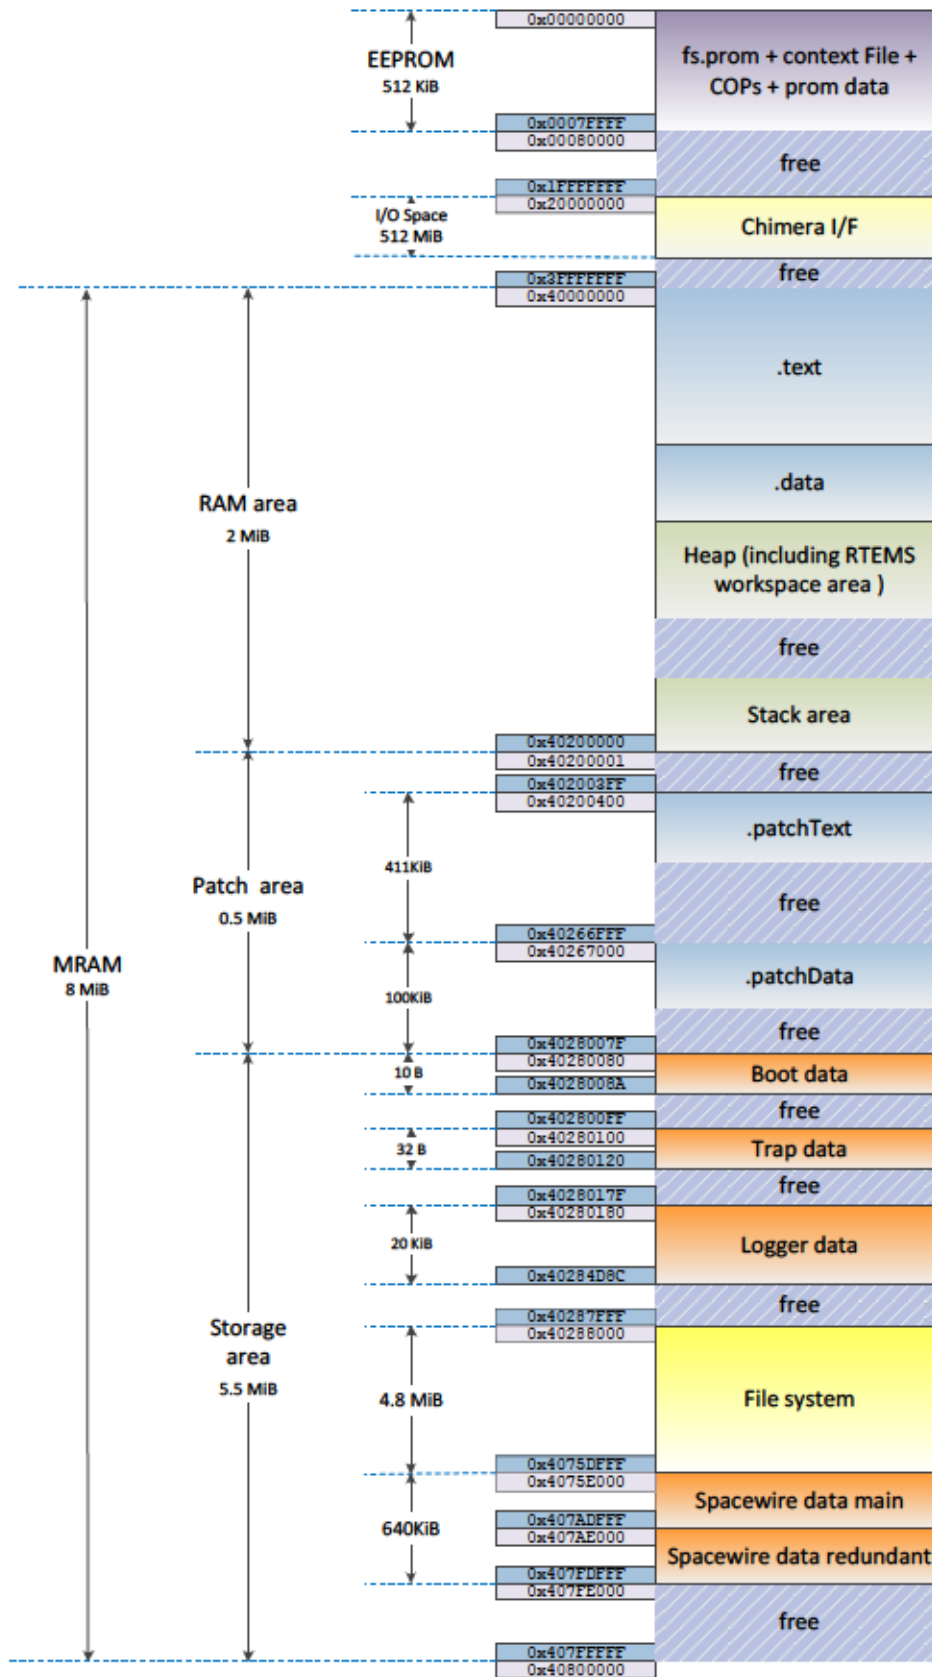 0x00000000
EEPROM
512 KiB
fs.prom + context File +
COPs + prom data
0x0007FFFF
0x00080000
free
0x1FFFFFFF
0x20000000
I/O Space
512 MiB
Chimera I/F
free
0x3FFFFFFF
0x40000000
.text
.data
RAM area
2 MiB
Heap (including RTEMS
workspace area )
free
Stack area
0x40200000
0x40200001
free
0x402003FF
0x40200400
.patchText
411KiB
Patch area
0.5 MiB
free
0x40266FFF
0x40267000
MRAM
8 MiB
.patchData
100KiB
free
0x4028007F
0x40280080
10 B
Boot data
0x4028008A
free
0x402800FF
0x40280100
32 B
Trap data
0x40280120
free
0x4028017F
0x40280180
20 KiB
Logger data
0x40284D8C
free
0x40287FFF
0x40288000
Storage
area
5.5 MiB
4.8 MiB
File system
0x4075DFFF
0x4075E000
Spacewire data main
640KiB
0x407ADFFF
0x407AE000
Spacewire data redundant
0x407FDFFF
0x407FE000
free
0x407FFFFF
0x40800000